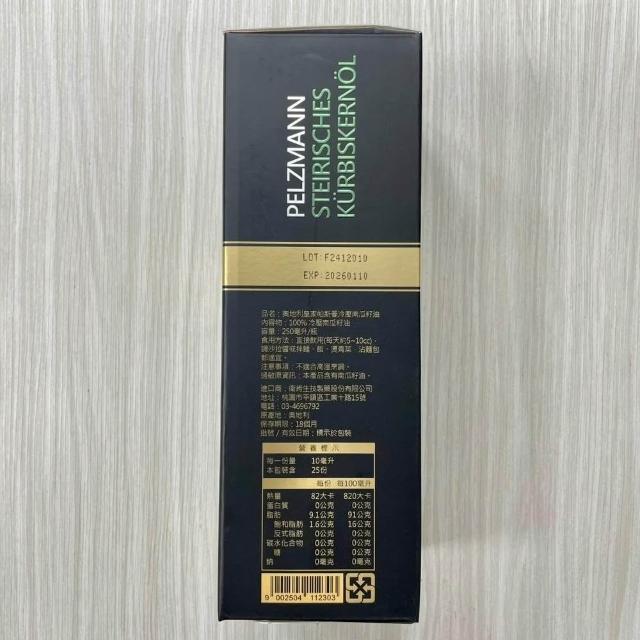 PELZMANN
STEIRISCHES
KÜRBISKERNÖL
LOT:F2412010
EXP:20260110
品名：奧地利皇家帕斯曼冷壓南瓜籽油
內容物：100% 冷壓南瓜籽油
容量：250毫升/瓶
食用方法：直接飲用(每天約5~10cc)、
調沙拉醬或拌麵、飯、燙青菜、沾麵包
都適宜。
注意事項：不適合高溫烹調。
過敏原資訊：本產品含有南瓜籽油。
進口商：衛將生技製藥股份有限公司
地址：桃園市平鎮區工業十路15號
電話：03-4696792
原產地：奧地利
保存期限：18個月
批號/有效日期：標示於包裝
營養標示
每一份量 10毫升
本包裝含 25份
每份 每100毫升
熱量 82大卡 820大卡
蛋白質 0公克 0公克
脂肪 9.1公克 91公克
飽和脂肪 1.6公克 16公克
反式脂肪 0公克 0公克
碳水化合物 0公克 0公克
糖 0公克 0公克
鈉 0毫克 0毫克
9 002504 112303